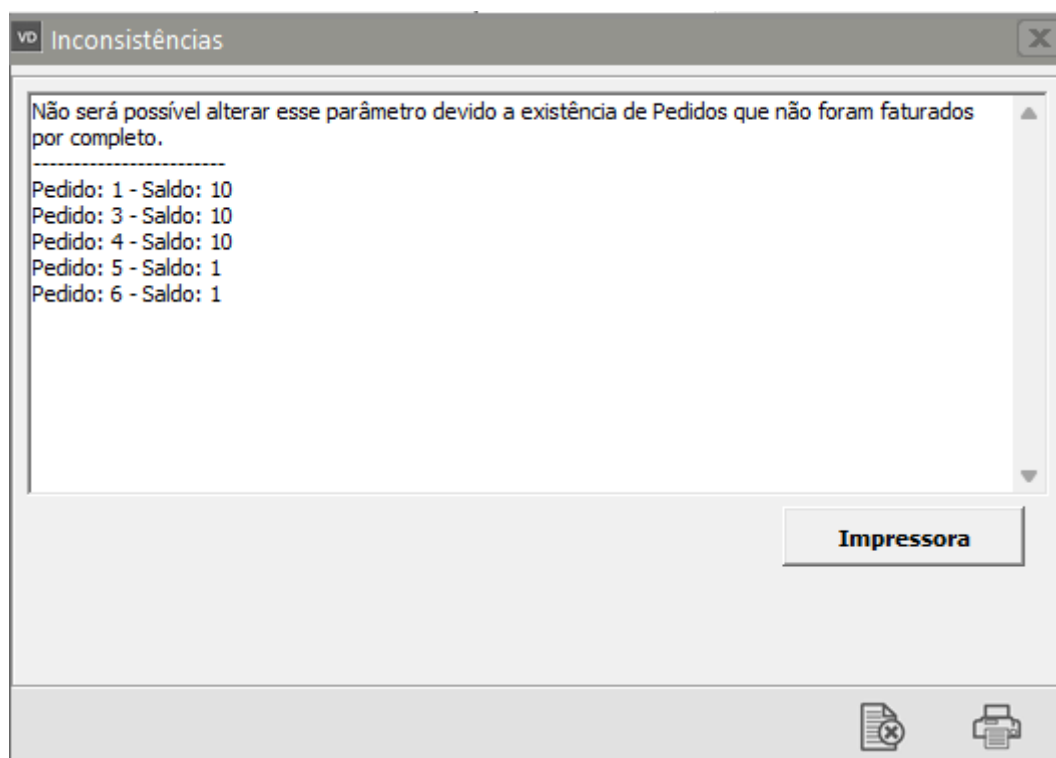 VD Inconsistências
Não será possível alterar esse parâmetro devido a existência de Pedidos que não foram faturados
por completo.
------------------------
Pedido: 1 - Saldo: 10
Pedido: 3 - Saldo: 10
Pedido: 4 - Saldo: 10
Pedido: 5 - Saldo: 1
Pedido: 6 - Saldo: 1
Impressora